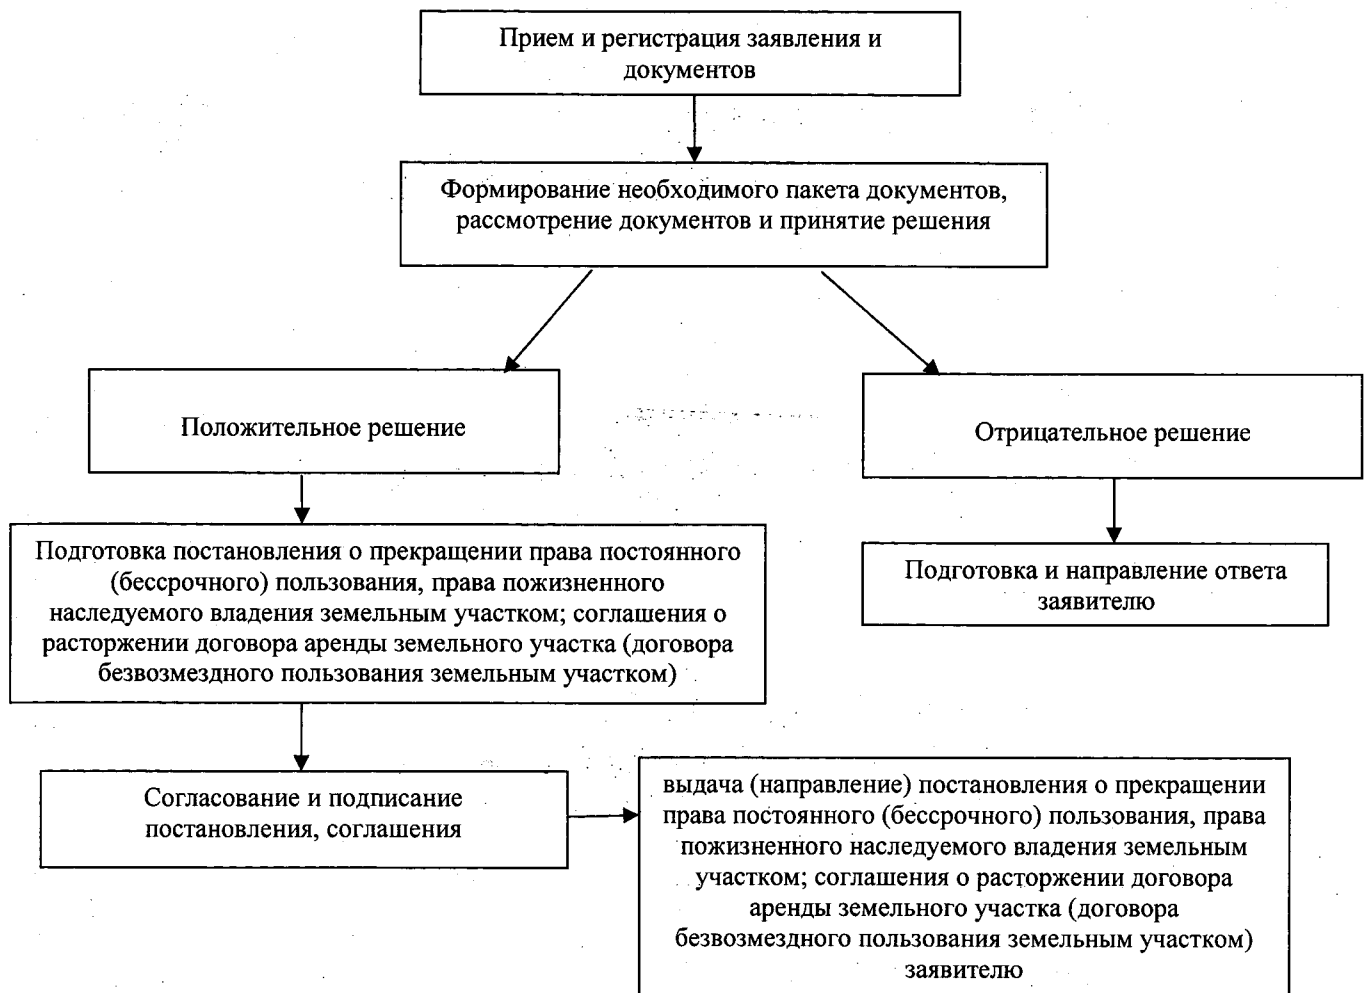 Прием и регистрация заявления и
документов
Формирование необходимого пакета документов,
рассмотрение документов и принятие решения
Положительное решение
Отрицательное решение
Подготовка постановления о прекращении права постоянного
(бессрочного) пользования, права пожизненного
наследуемого владения земельным участком; соглашения о
расторжении договора аренды земельного участка (договора
безвозмездного пользования земельным участком)
Подготовка и направление ответа
заявителю
Согласование и подписание
постановления, соглашения
выдача (направление) постановления о прекращении
права постоянного (бессрочного) пользования, права
пожизненного наследуемого владения земельным
участком; соглашения о расторжении договора
аренды земельного участка (договора
безвозмездного пользования земельным участком)
заявителю